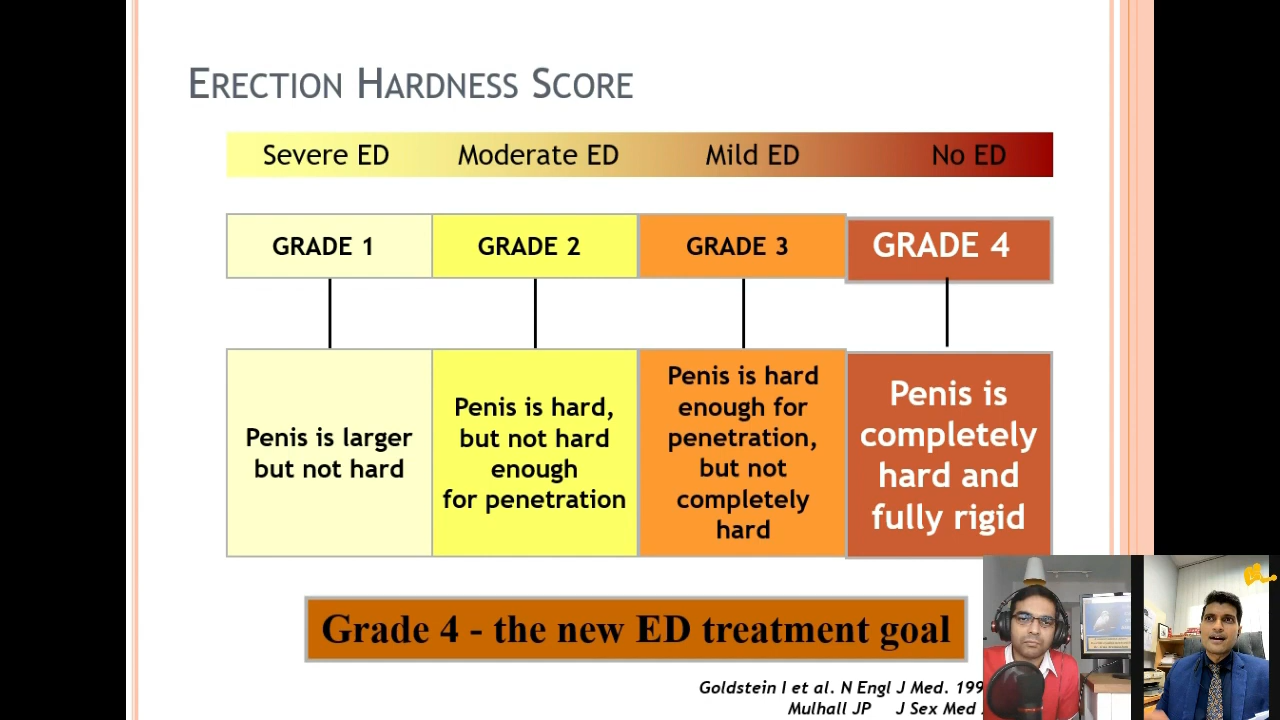 ERECTION HARDNESS SCORE
Severe ED Moderate ED Mild ED No ED
GRADE 1 GRADE 2 GRADE 3 GRADE 4
Penis is larger
but not hard
Penis is hard,
but not hard
enough
for penetration
Penis is hard
enough for
penetration,
but not
completely
hard
Penis is
completely
hard and
fully rigid
Grade 4 - the new ED treatment goal
Goldstein I et al. N Engl J Med.
Mulhall JP J Sex Med